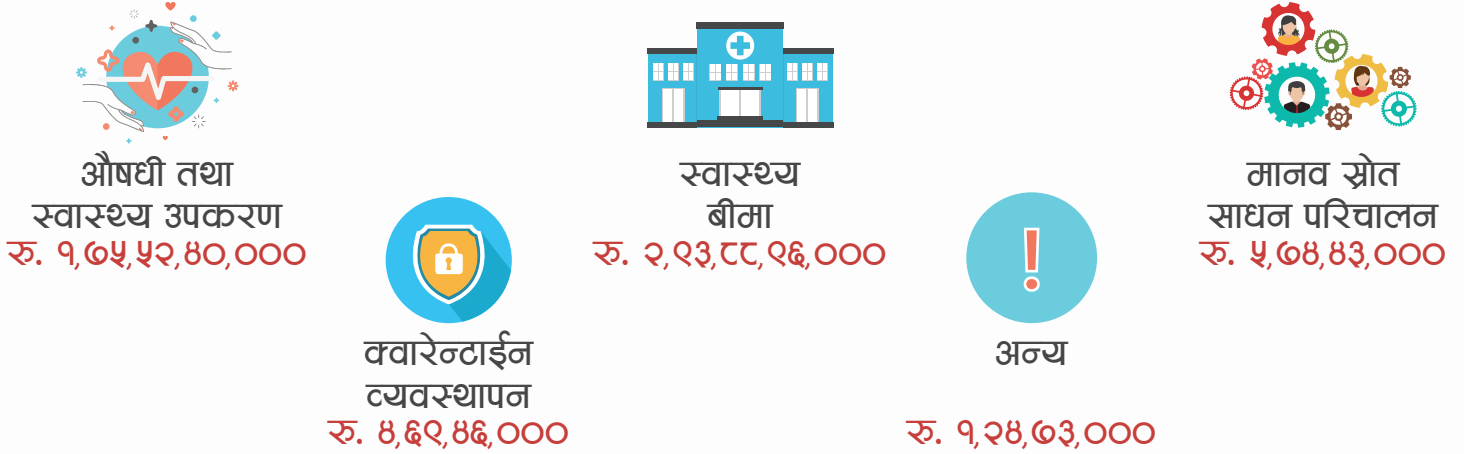 औषधी तथा
स्वास्थ्य उपकरण
रु. १,७५,५२,४०,०००
क्वारेन्टाईन
व्यवस्थापन
रु. ४,६९,४६,०००
स्वास्थ्य
बीमा
रु. २,९३,८८,९६,०००
अन्य
रु. १,२४,७३,०००
मानव स्रोत
साधन परिचालन
रु. ५,७४,४३,०००